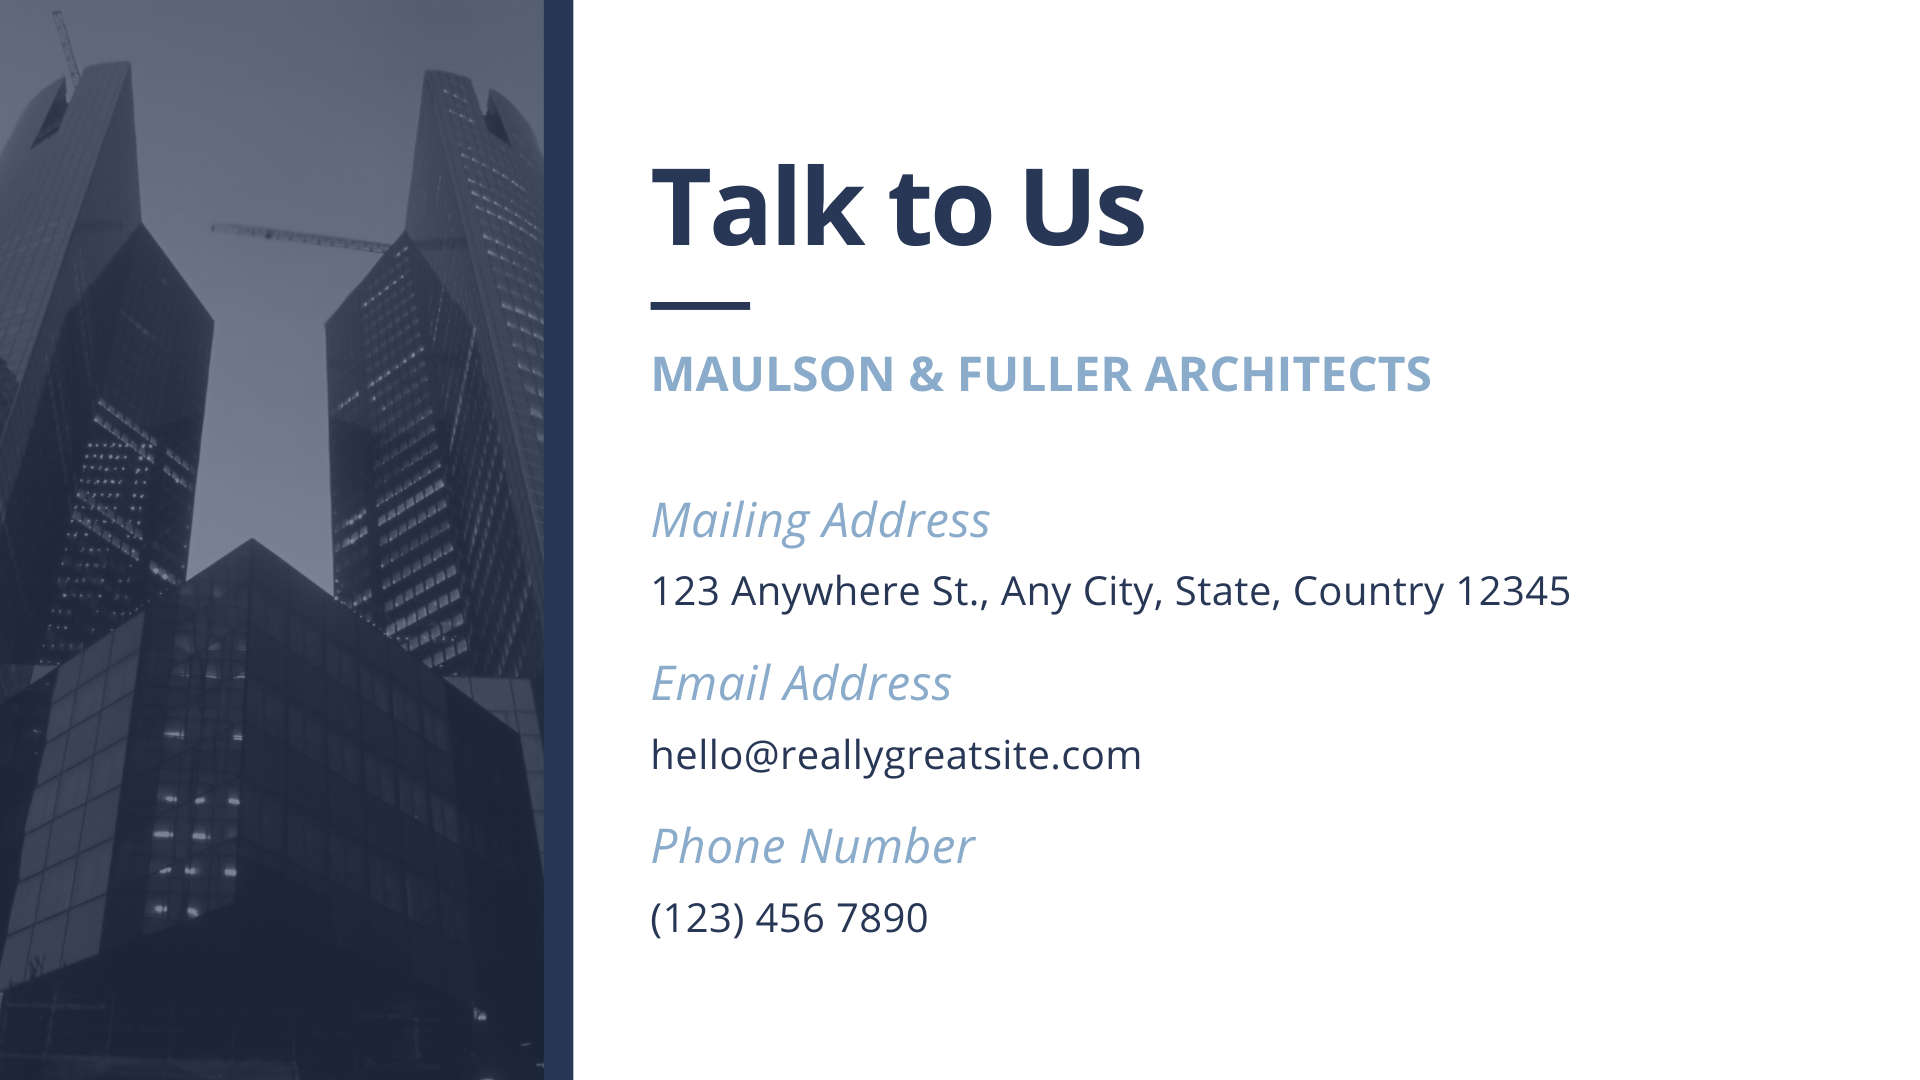 Talk to Us
MAULSON & FULLER ARCHITECTS
Mailing Address
123 Anywhere St., Any City, State, Country 12345
Email Address
hello@reallygreatsite.com
Phone Number
(123) 456 7890